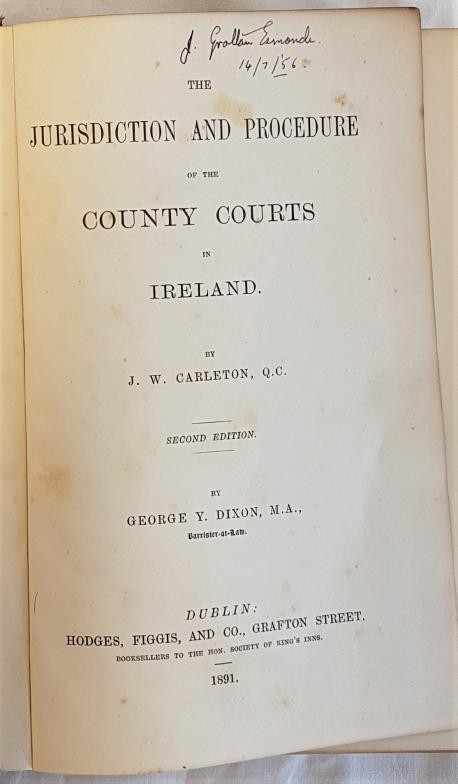 J. Grattan Esmonde.
14/7/56.
THE
JURISDICTION AND PROCEDURE
OF THE
COUNTY COURTS
IN
IRELAND.
BY
J. W. CARLETON, Q.C.
SECOND EDITION.
BY
GEORGE Y. DIXON, M.A.,
Barrister-at-Law.
DUBLIN:
HODGES, FIGGIS, AND CO., GRAFTON STREET,
BOOKSELLERS TO THE HON. SOCIETY OF KING'S INNS.
1891.